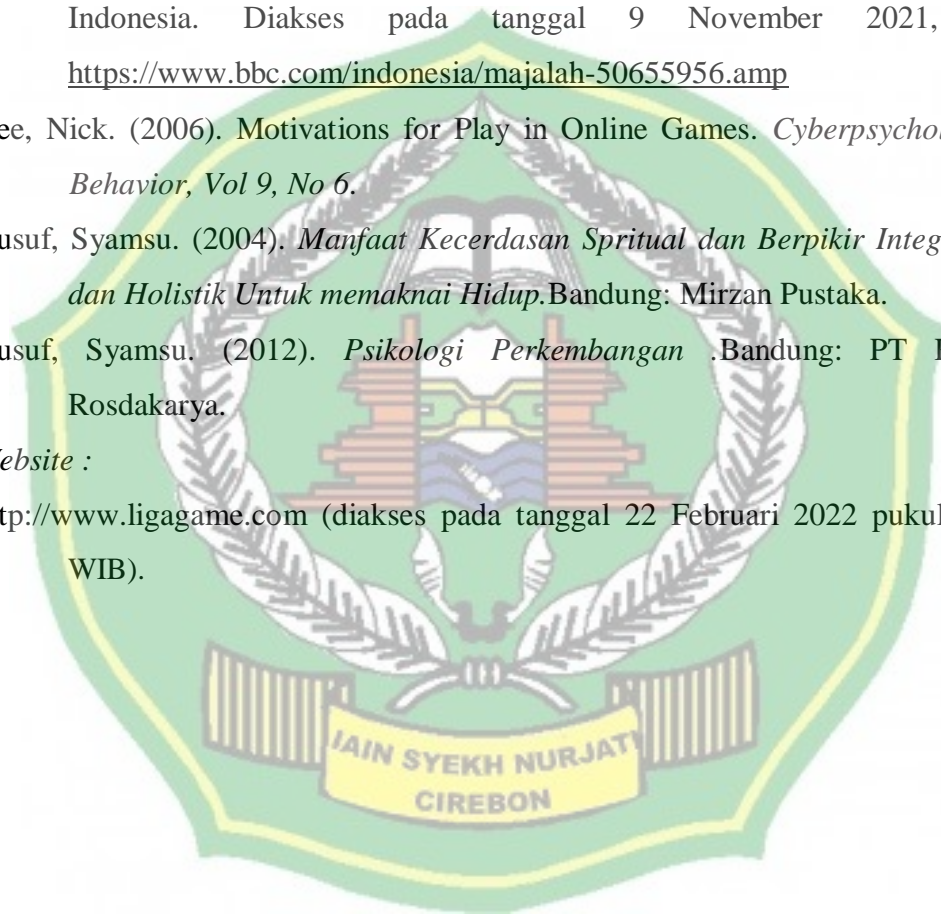 Indonesia. Diakses pada tanggal 9 November 2021,
https://www.bbc.com/indonesia/majalah-50655956.amp
ee, Nick. (2006). Motivations for Play in Online Games. Cyberpsychol
Behavior, Vol 9, No 6.
usuf, Syamsu. (2004). Manfaat Kecerdasan Spritual dan Berpikir Integ
dan Holistik Untuk memaknai Hidup.Bandung: Mirzan Pustaka.
usuf, Syamsu. (2012). Psikologi Perkembangan .Bandung: PT
Rosdakarya.
ebsite :
tp://www.ligagame.com (diakses pada tanggal 22 Februari 2022 pukul
WIB).
IAIN SYEKH NURJATI
CIREBON